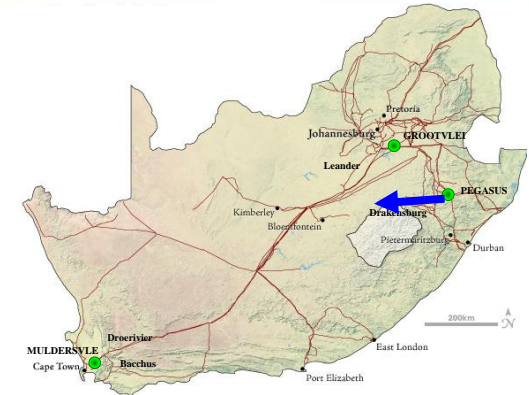 Pretoria
Johannesburg
GROOTVLEI
Leander
PEGASUS
Kimberley
Drakensburg
Bloemfontein
Pietermaritzburg
Durban
200km
N
Droerivier
MULDERSVLE
Bacchus
Cape Town
East London
Port Elizabeth